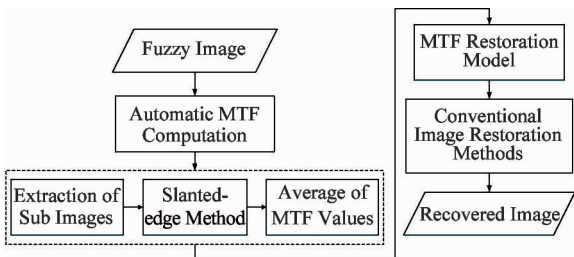 Fuzzy Image
Automatic MTF
Computation
Extraction of
Sub Images
Slanted-
edge Method
Average of
MTF Values
MTF Restoration
Model
Conventional
Image Restoration
Methods
Recovered Image